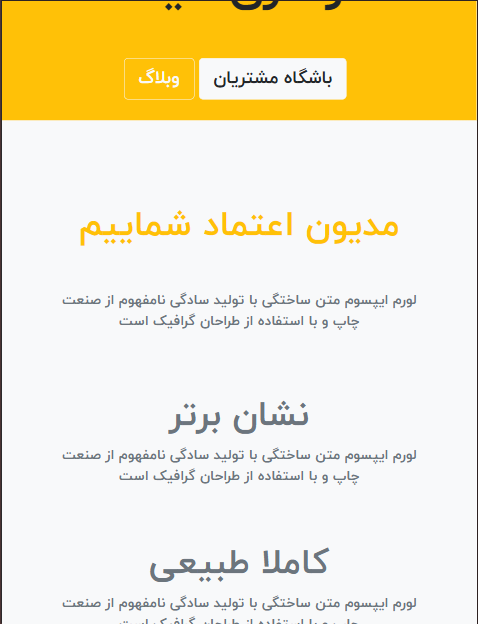 باشگاه مشتریان وبلاگ
مدیون اعتماد شماییم
لورم ایپسوم متن ساختگی با تولید سادگی نامفهوم از صنعت
چاپ و با استفاده از طراحان گرافیک است
نشان برتر
لورم ایپسوم متن ساختگی با تولید سادگی نامفهوم از صنعت
چاپ و با استفاده از طراحان گرافیک است
کاملا طبیعی
لورم ایپسوم متن ساختگی با تولید سادگی نامفهوم از صنعت